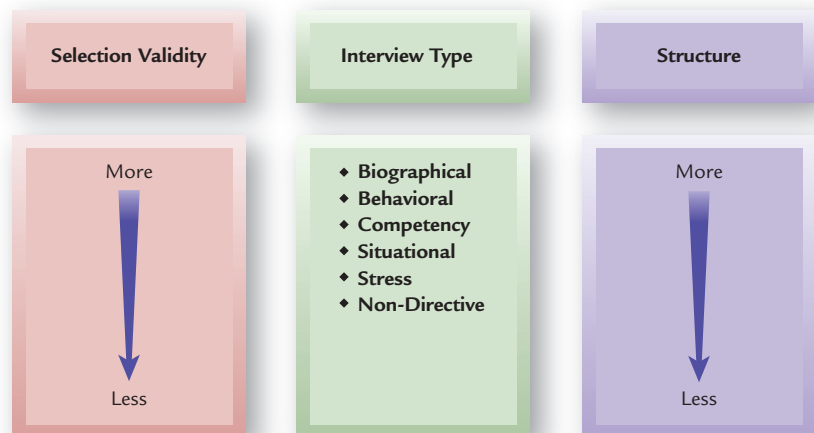 Selection Validity
Interview Type
Structure
More
Less
◆ Biographical
◆ Behavioral
◆ Competency
◆ Situational
◆ Stress
◆ Non-Directive
More
Less